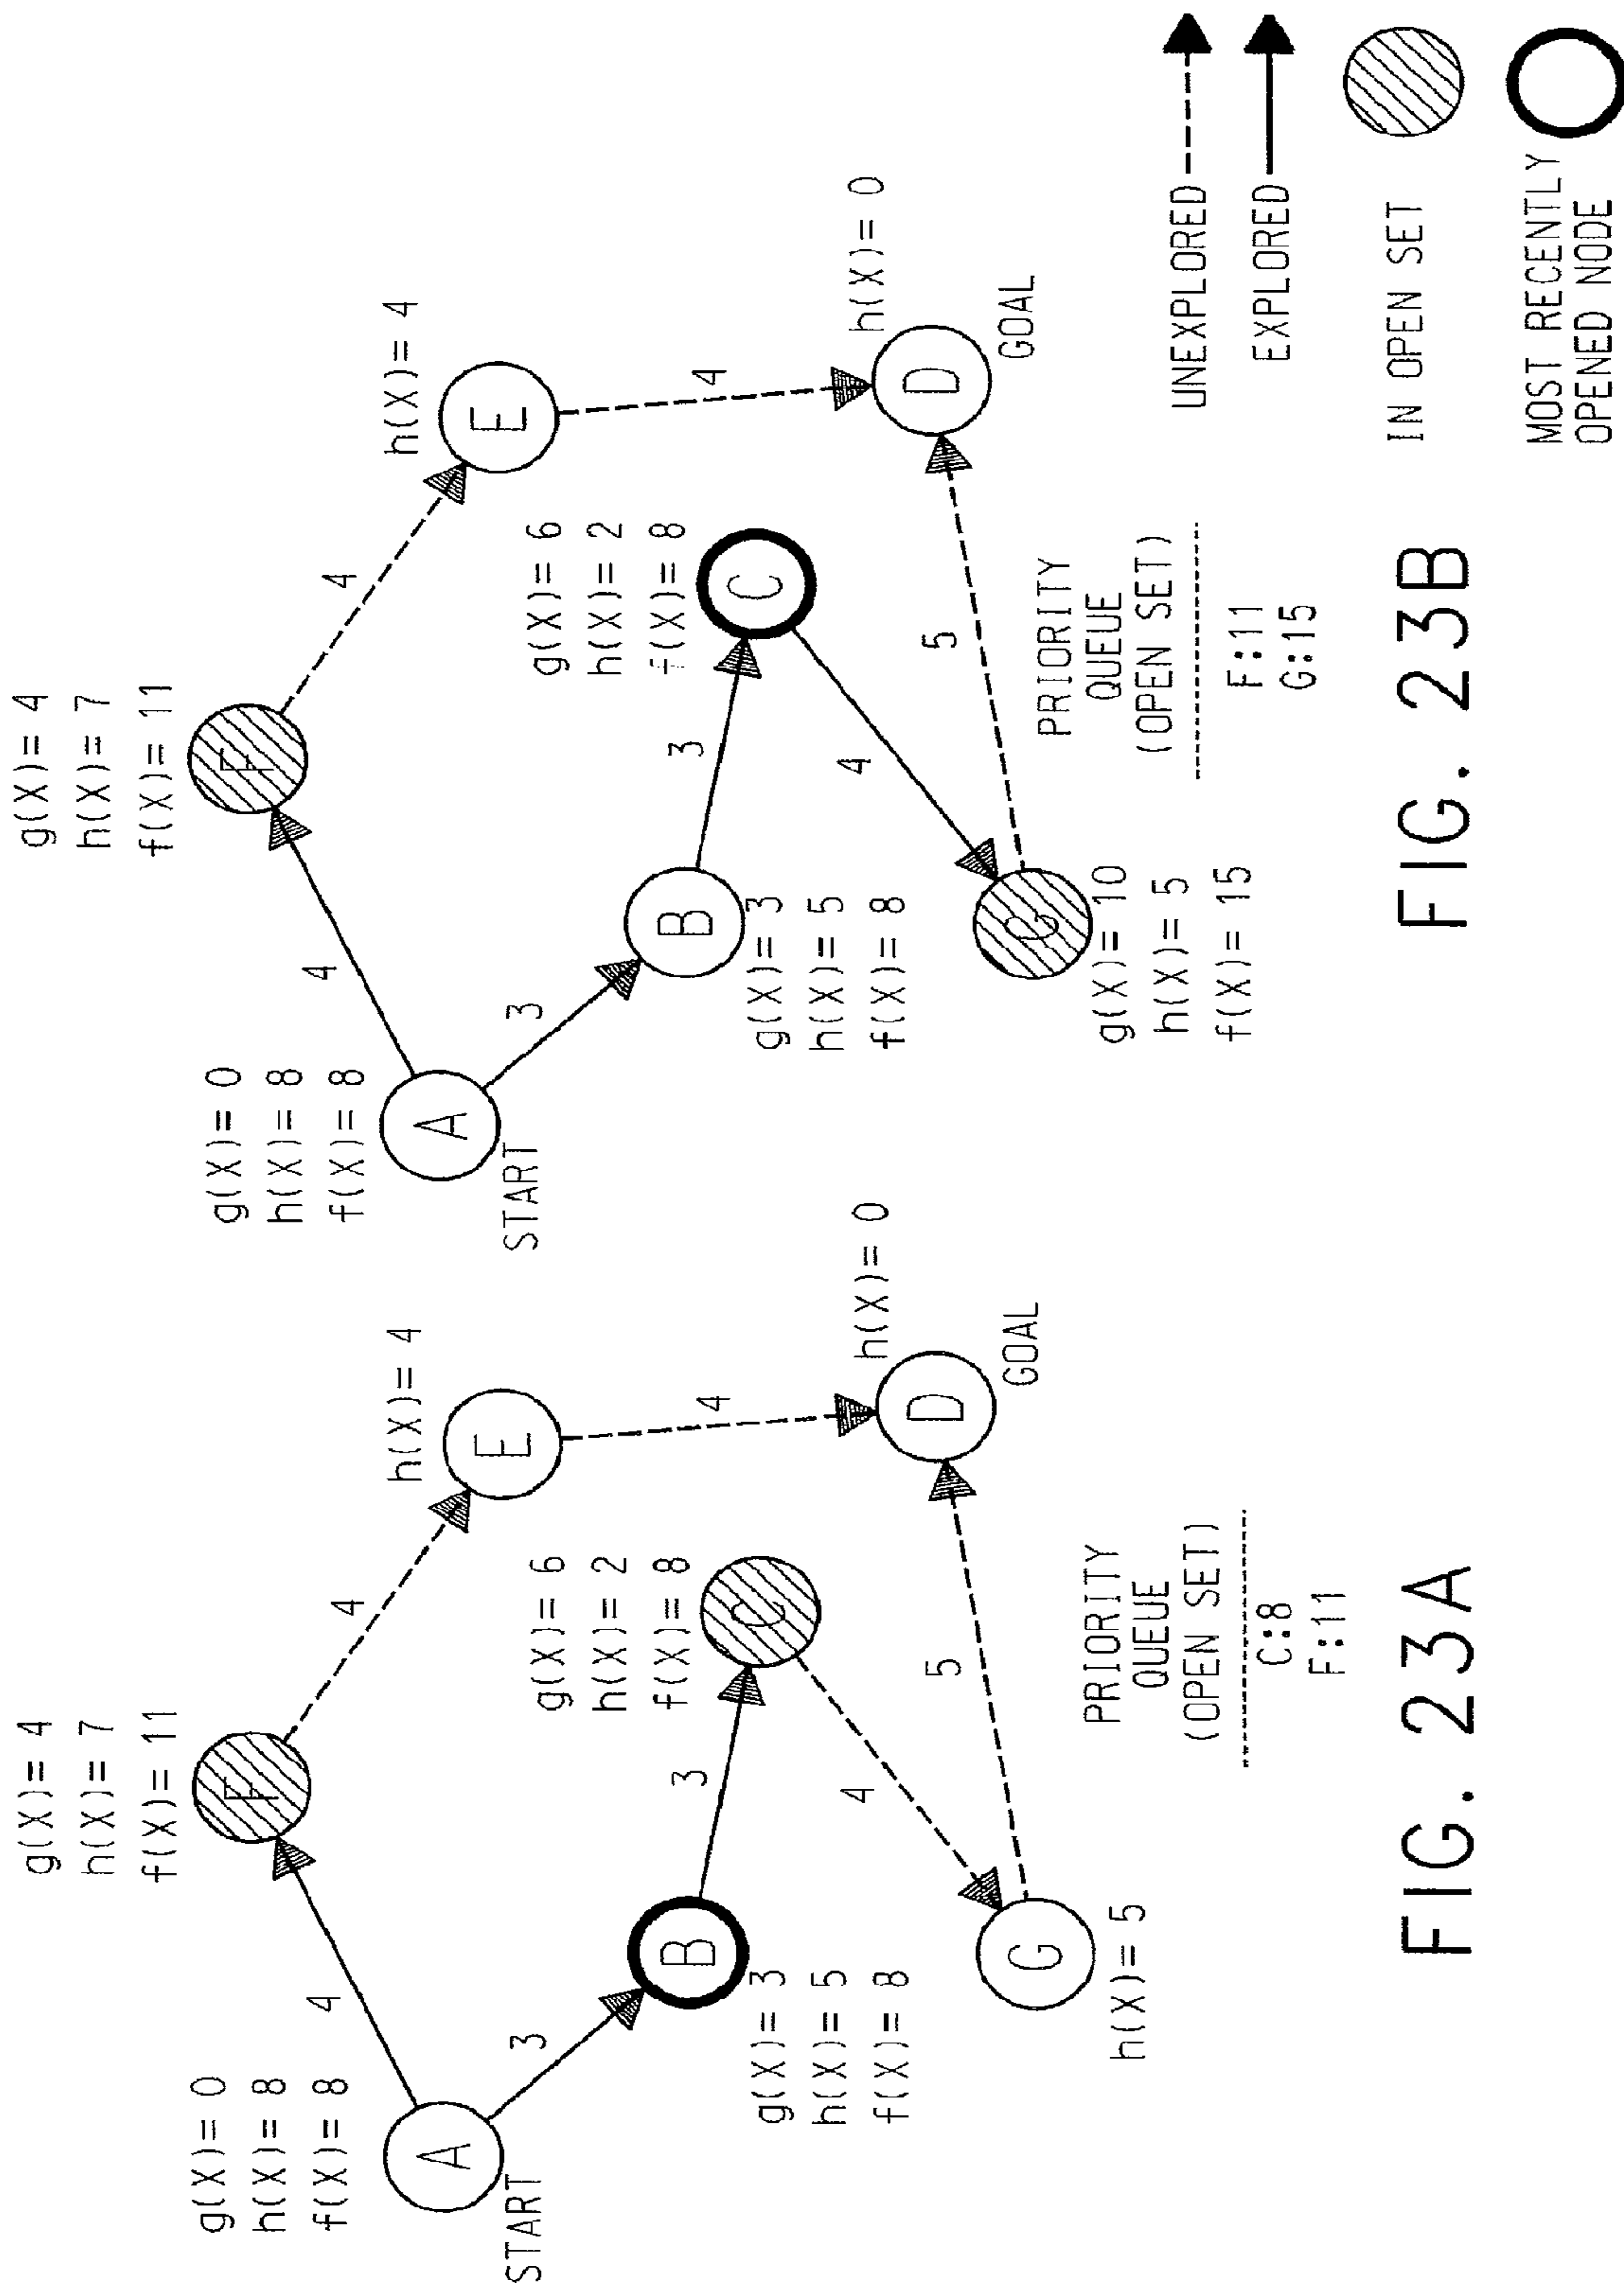 g(X)= 0
h(X)= 8
f(X)= 8
A
START
4
3
g(X)= 4
h(X)= 7
f(X)= 11
F
4
h(X)= 4
E
4
B
g(X)= 3
h(X)= 5
f(X)= 8
3
g(X)= 6
h(X)= 2
f(X)= 8
C
4
G
h(X)= 5
5
h(X)= 0
D
GOAL
PRIORITY
QUEUE
(OPEN SET)
C:8
F:11
FIG. 23A
g(X)= 0
h(X)= 8
f(X)= 8
A
START
4
3
g(X)= 4
h(X)= 7
f(X)= 11
F
4
h(X)= 4
E
4
B
g(X)= 3
h(X)= 5
f(X)= 8
3
g(X)= 6
h(X)= 2
f(X)= 8
C
4
G
g(X)= 10
h(X)= 5
f(X)= 15
5
h(X)= 0
D
GOAL
PRIORITY
QUEUE
(OPEN SET)
F:11
G:15
FIG. 23B
UNEXPLORED
EXPLORED
IN OPEN SET
MOST RECENTLY
OPENED NODE